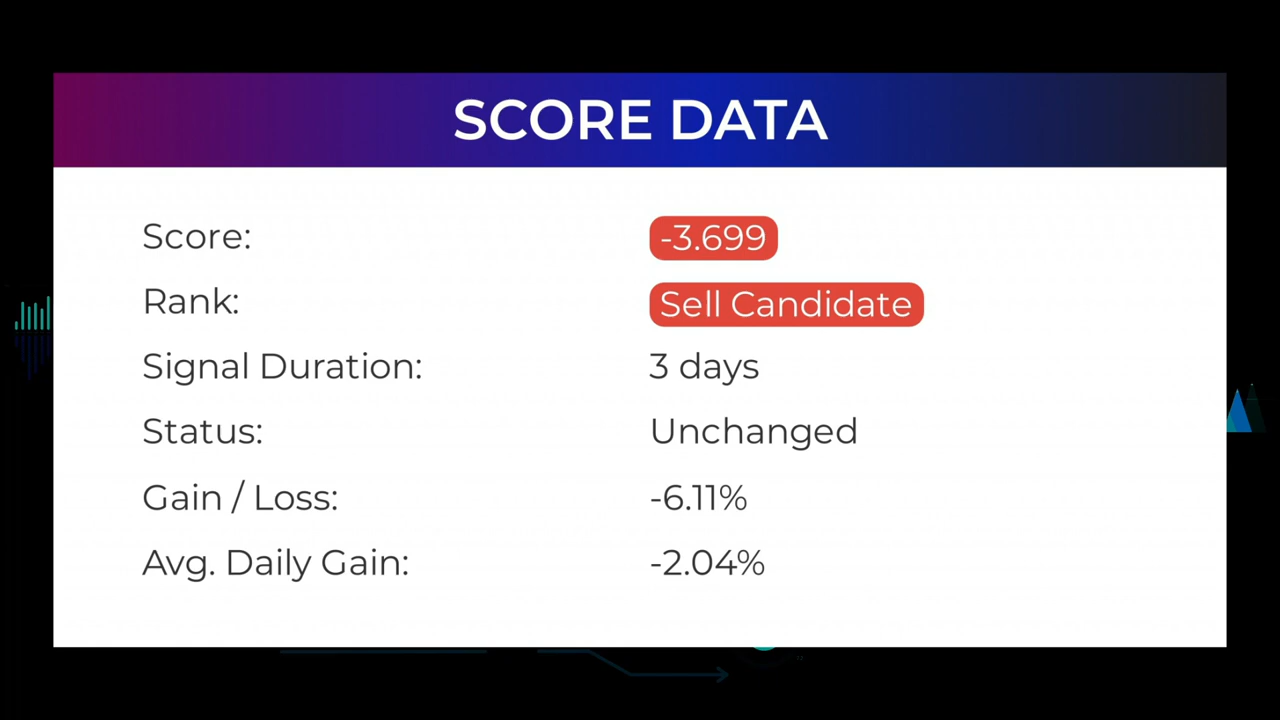 SCORE DATA
Score: -3.699
Rank: Sell Candidate
Signal Duration: 3 days
Status: Unchanged
Gain / Loss: -6.11%
Avg. Daily Gain: -2.04%